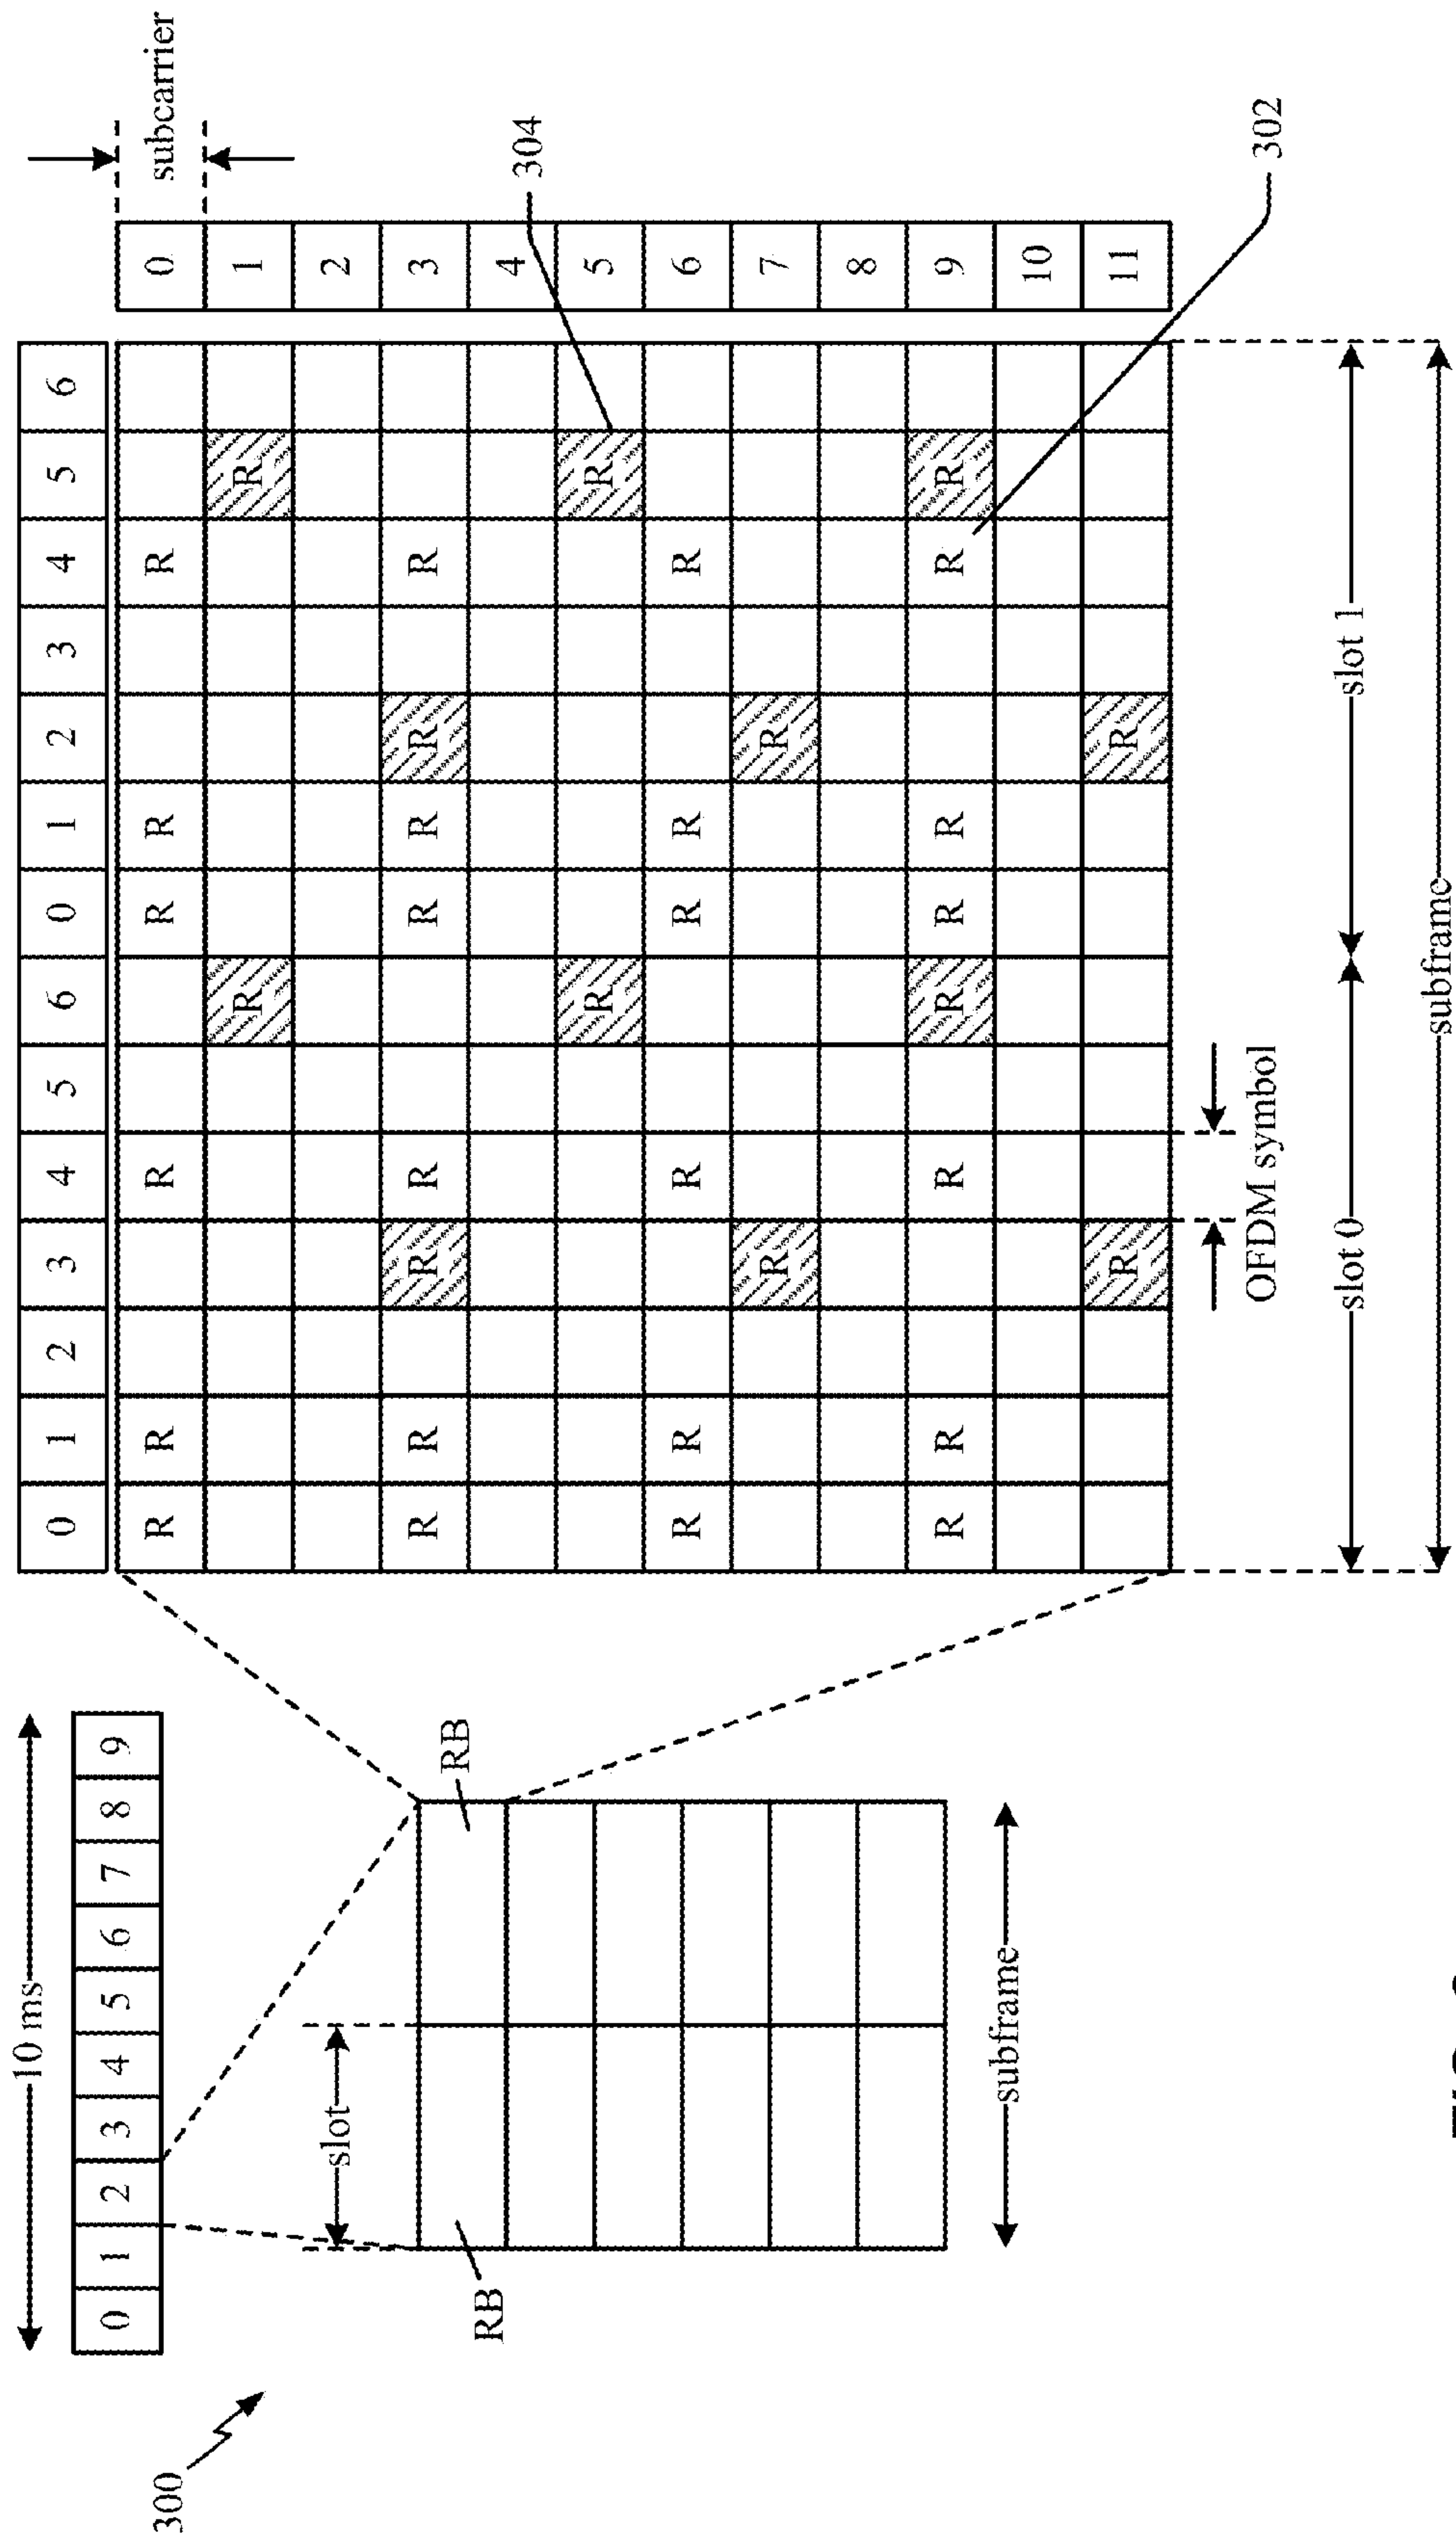 300
10 ms
0 1 2 3 4 5 6 7 8 9
slot
RB
RB
subframe
0 1 2 3 4 5 6 0 1 2 3 4 5 6
R R R R R R 0
subcarrier
R R 1
2
R R R R R R R R 3
4
R R 5
304
R R R R R R 6
R R 7
8
R R R R R R R R 9
10
R R 11
302
OFDM symbol
slot 0
slot 1
subframe